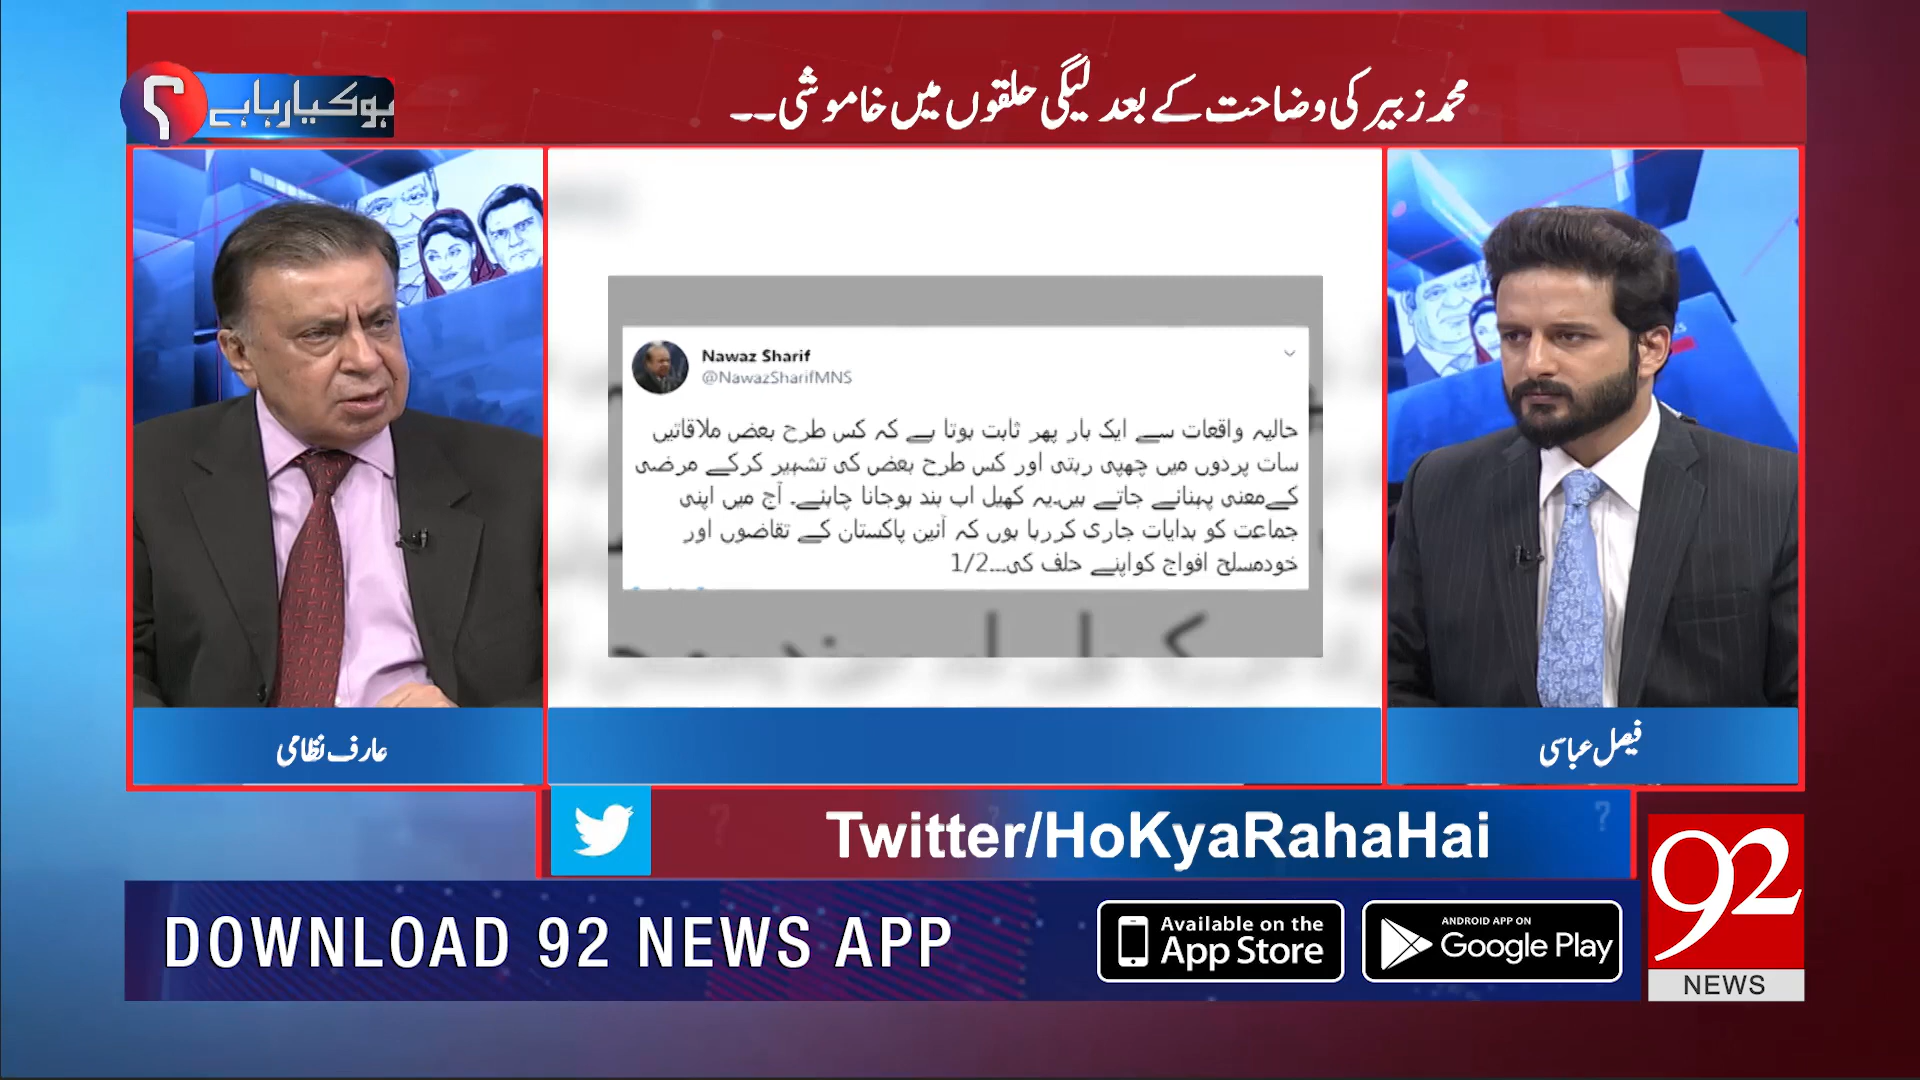 محمد زبیر کی وضاحت کے بعد لیگی حلقوں میں خاموشی۔۔
ہو کیا رہا ہے ؟
Nawaz Sharif
@NawazSharifMNS
حالیہ واقعات سے ایک بار پھر ثابت ہوتا ہے کہ کس طرح بعض ملاقاتیں
سات پردوں میں چھپی رہتی اور کس طرح بعض کی تشہیر کرکے مرضی
کےمعنی پہنائے جاتے ہیں۔یہ کھیل اب بند ہوجانا چاہئے۔ آج میں اپنی
جماعت کو ہدایات جاری کررہا ہوں کہ آئین پاکستان کے تقاضوں اور
خودمسلح افواج کواپنے حلف کی...1/2
عارف نظامی
فیصل عباسی
Twitter/HoKyaRahaHai
DOWNLOAD 92 NEWS APP
Available on the
App Store
ANDROID APP ON
Google Play
92
NEWS